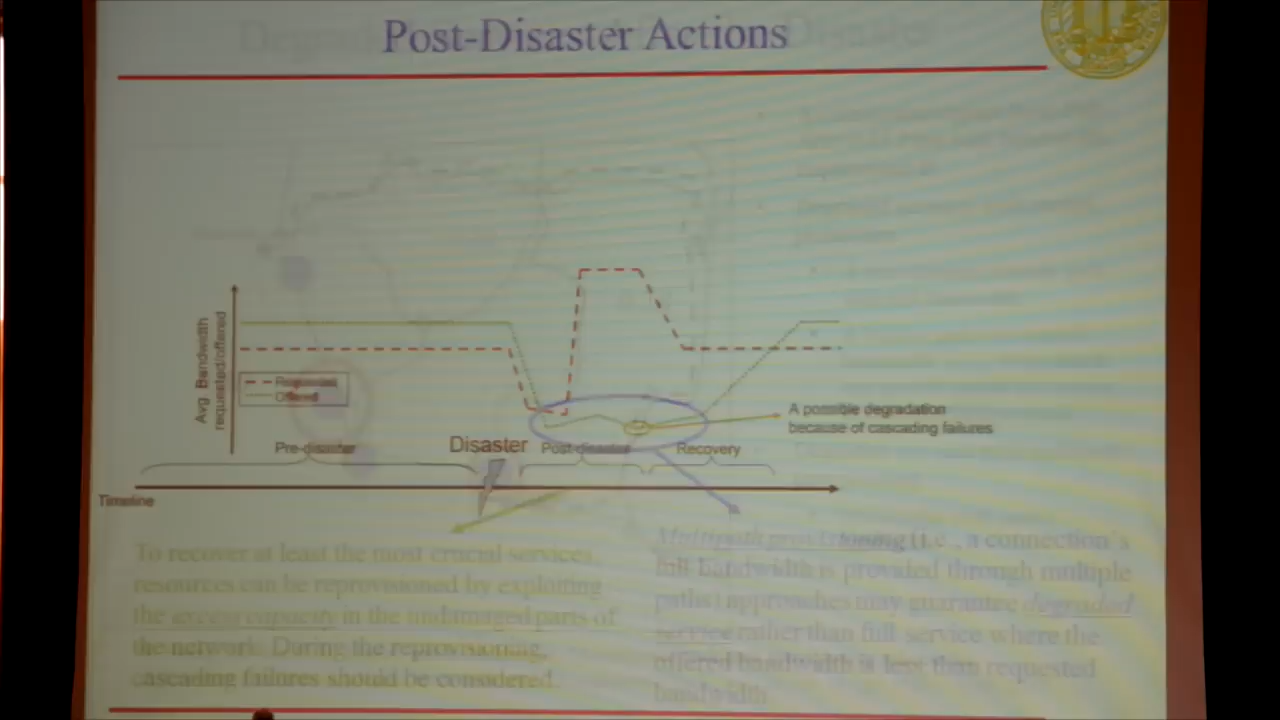 Post-Disaster Actions
Avg. Bandwidth
requested/offered
Requested
Offered
A possible degradation
because of cascading failures
Pre-disaster
Disaster
Post-disaster
Recovery
Timeline
To recover at least the most crucial services,
resources can be reprovisioned by exploiting
the excess capacity in the undamaged parts of
the network. During the reprovisioning,
cascading failures should be considered.
Multipath provisioning (i.e., a connection's
full bandwidth is provided through multiple
paths) approaches may guarantee degraded
service rather than full service where the
offered bandwidth is less than requested
bandwidth